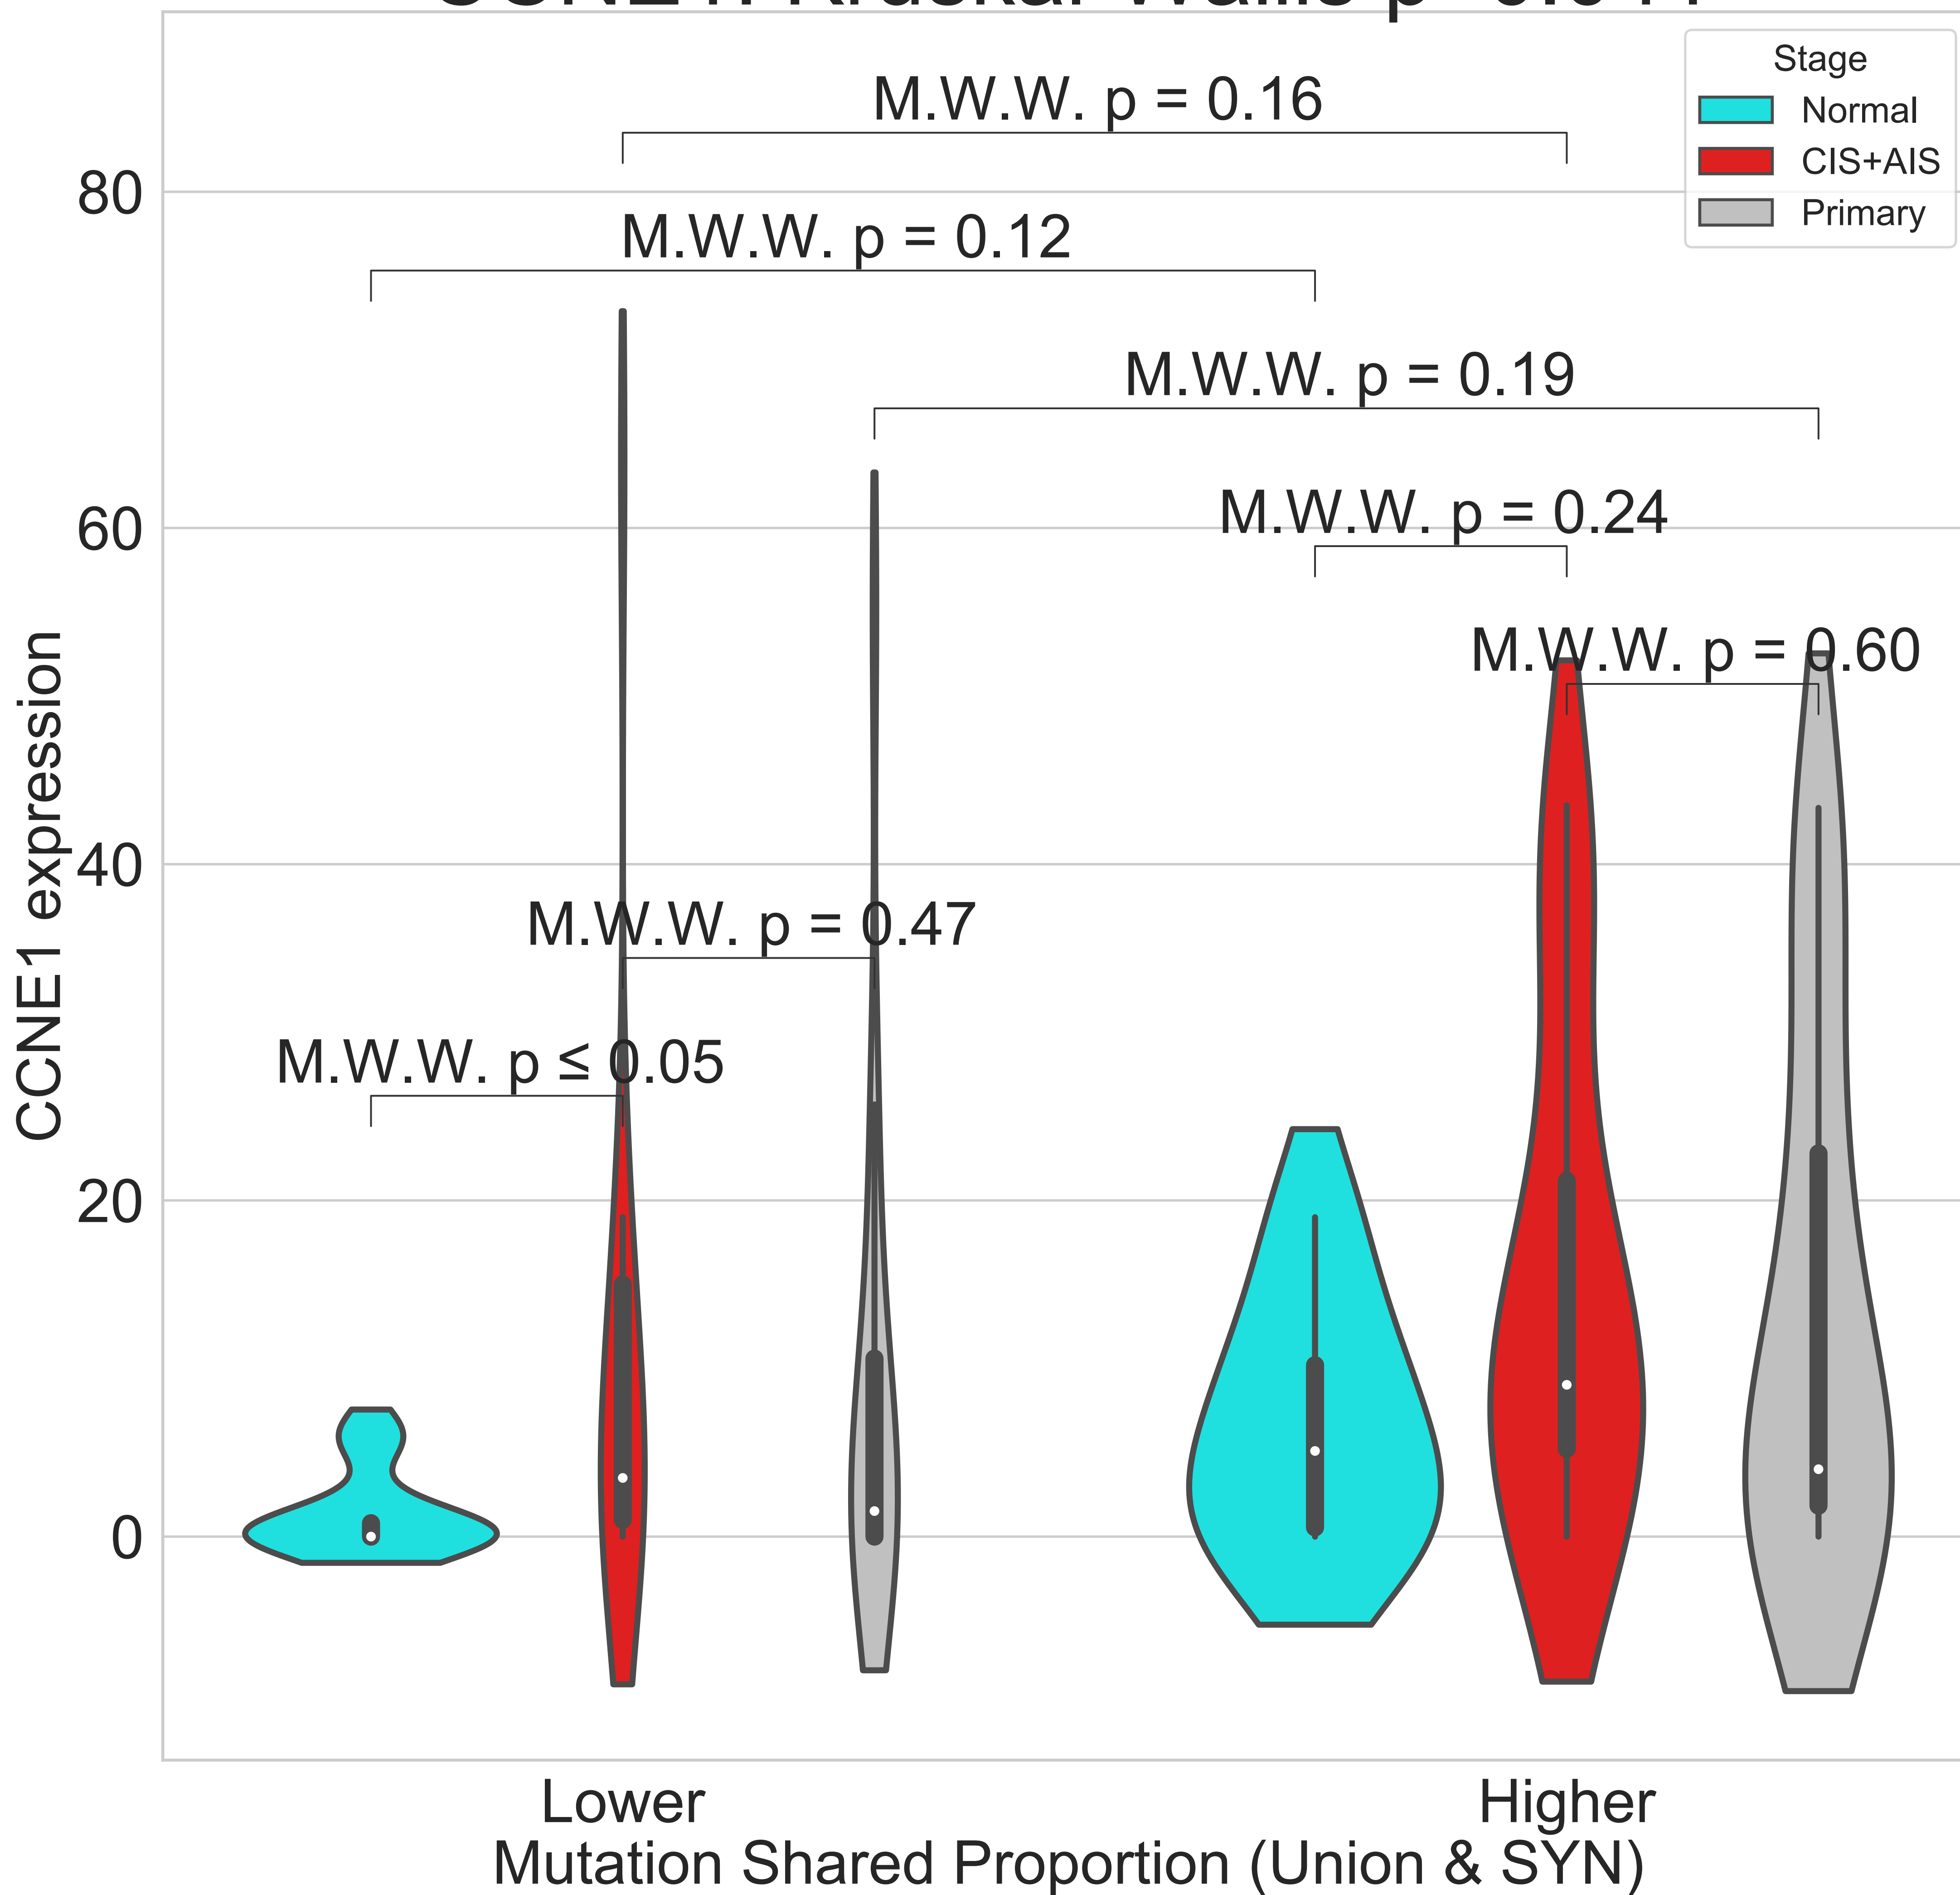 Stage
Normal
CIS+AIS
Primary
M.W.W. p = 0.16
80
M.W.W. p = 0.12
M.W.W. p = 0.19
M.W.W. p = 0.24
60
M.W.W. p = 0.60
CCNE1 expression
40
M.W.W. p = 0.47
M.W.W. p ≤ 0.05
20
0
Lower
Higher
Mutation Shared Proportion (Union & SYN)